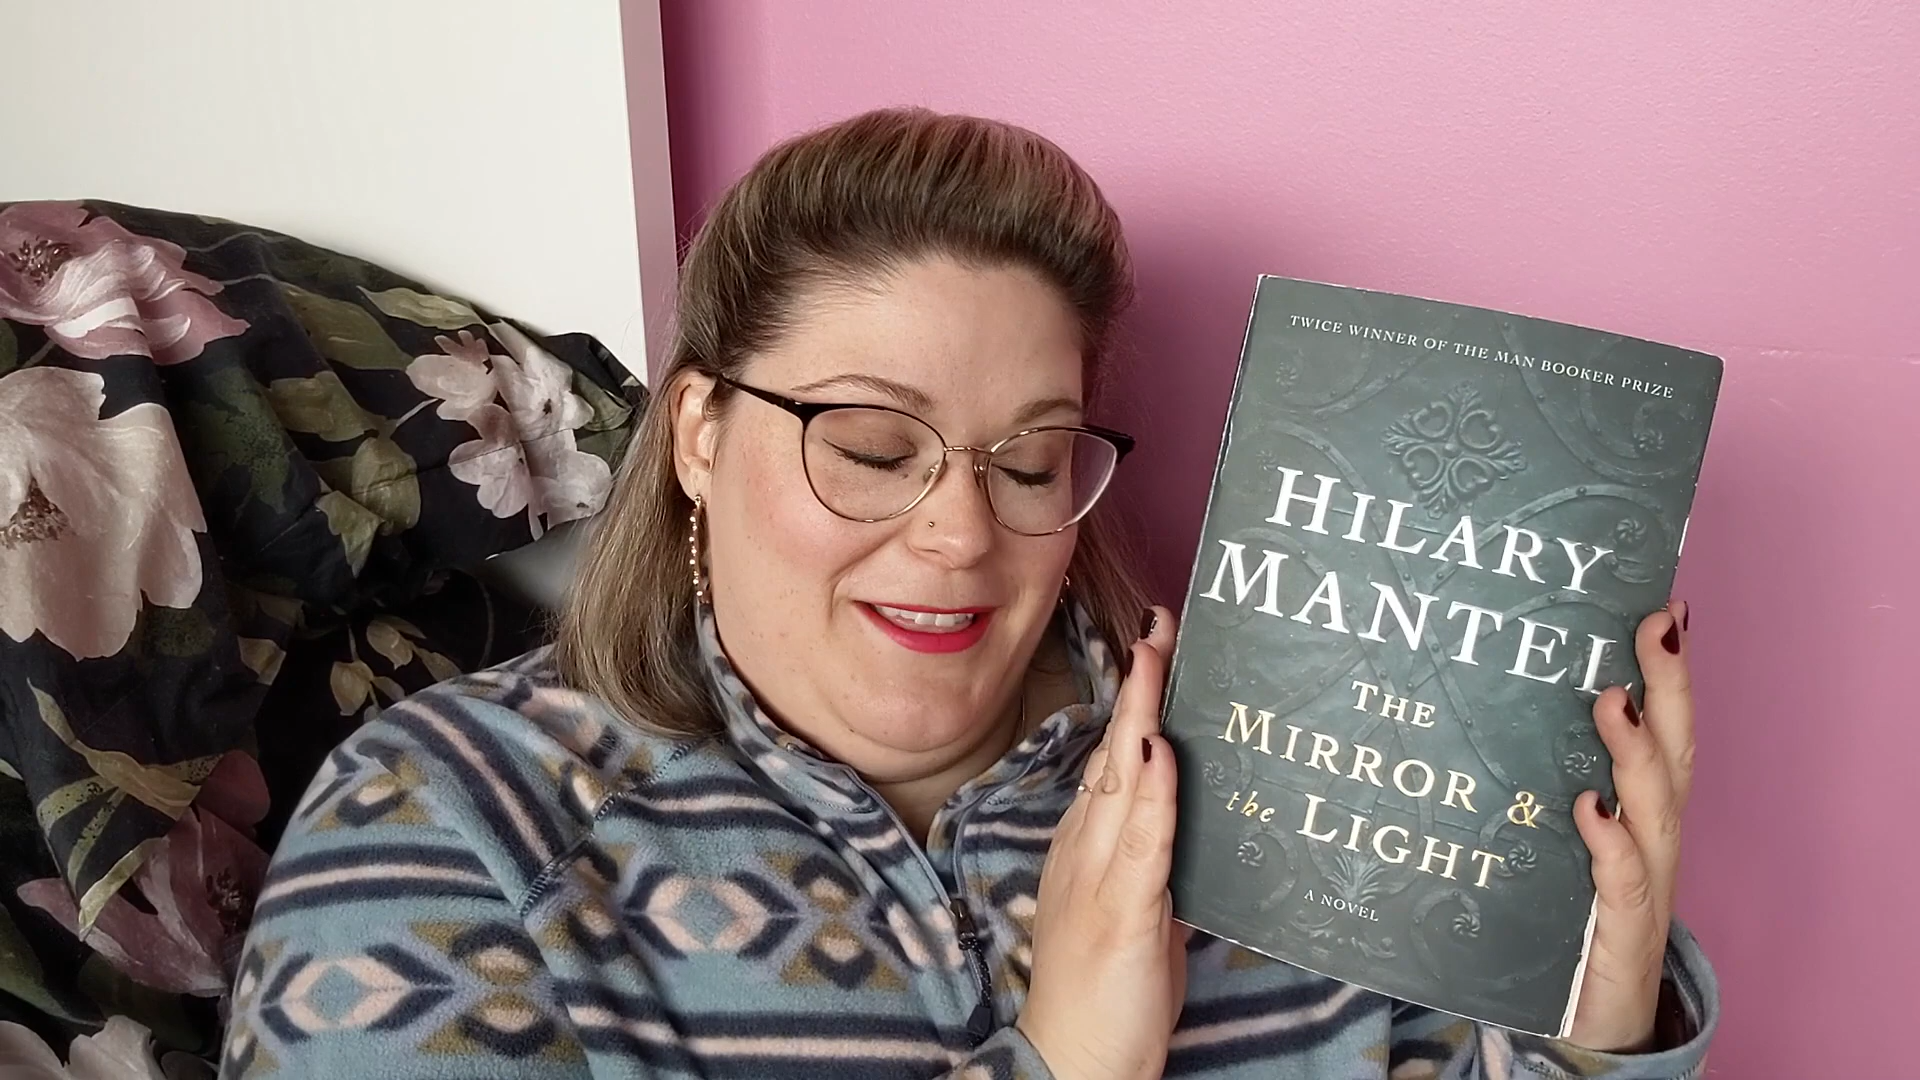 TWICE WINNER OF THE MAN BOOKER PRIZE
HILARY
MANTEL
THE
MIRROR &
the LIGHT
A NOVEL